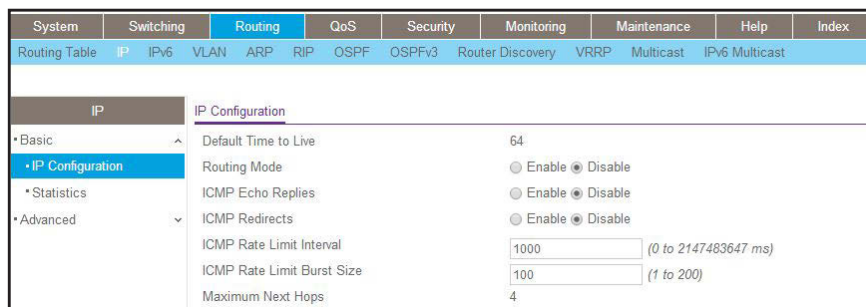 System Switching Routing QoS Security Monitoring Maintenance Help Index
Routing Table IP IPv6 VLAN ARP RIP OSPF OSPFv3 Router Discovery VRRP Multicast IPv6 Multicast
IP
Basic
IP Configuration
Statistics
Advanced
IP Configuration
Default Time to Live 64
Routing Mode Enable Disable
ICMP Echo Replies Enable Disable
ICMP Redirects Enable Disable
ICMP Rate Limit Interval 1000 (0 to 2147483647 ms)
ICMP Rate Limit Burst Size 100 (1 to 200)
Maximum Next Hops 4